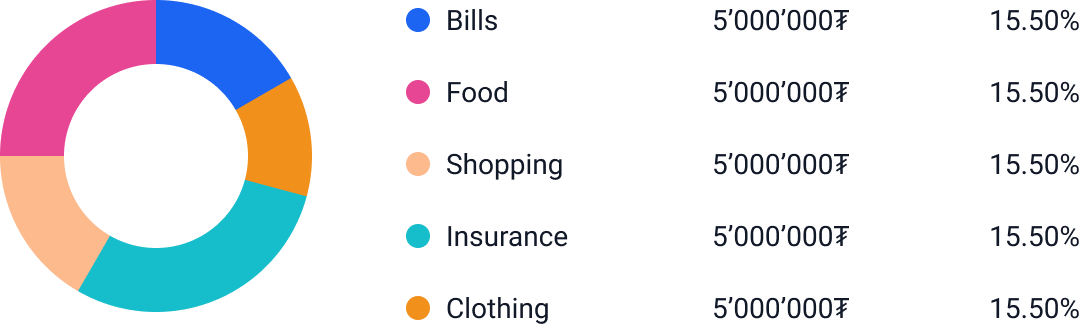 Bills 5’000’000₮ 15.50%
Food 5’000’000₮ 15.50%
Shopping 5’000’000₮ 15.50%
Insurance 5’000’000₮ 15.50%
Clothing 5’000’000₮ 15.50%